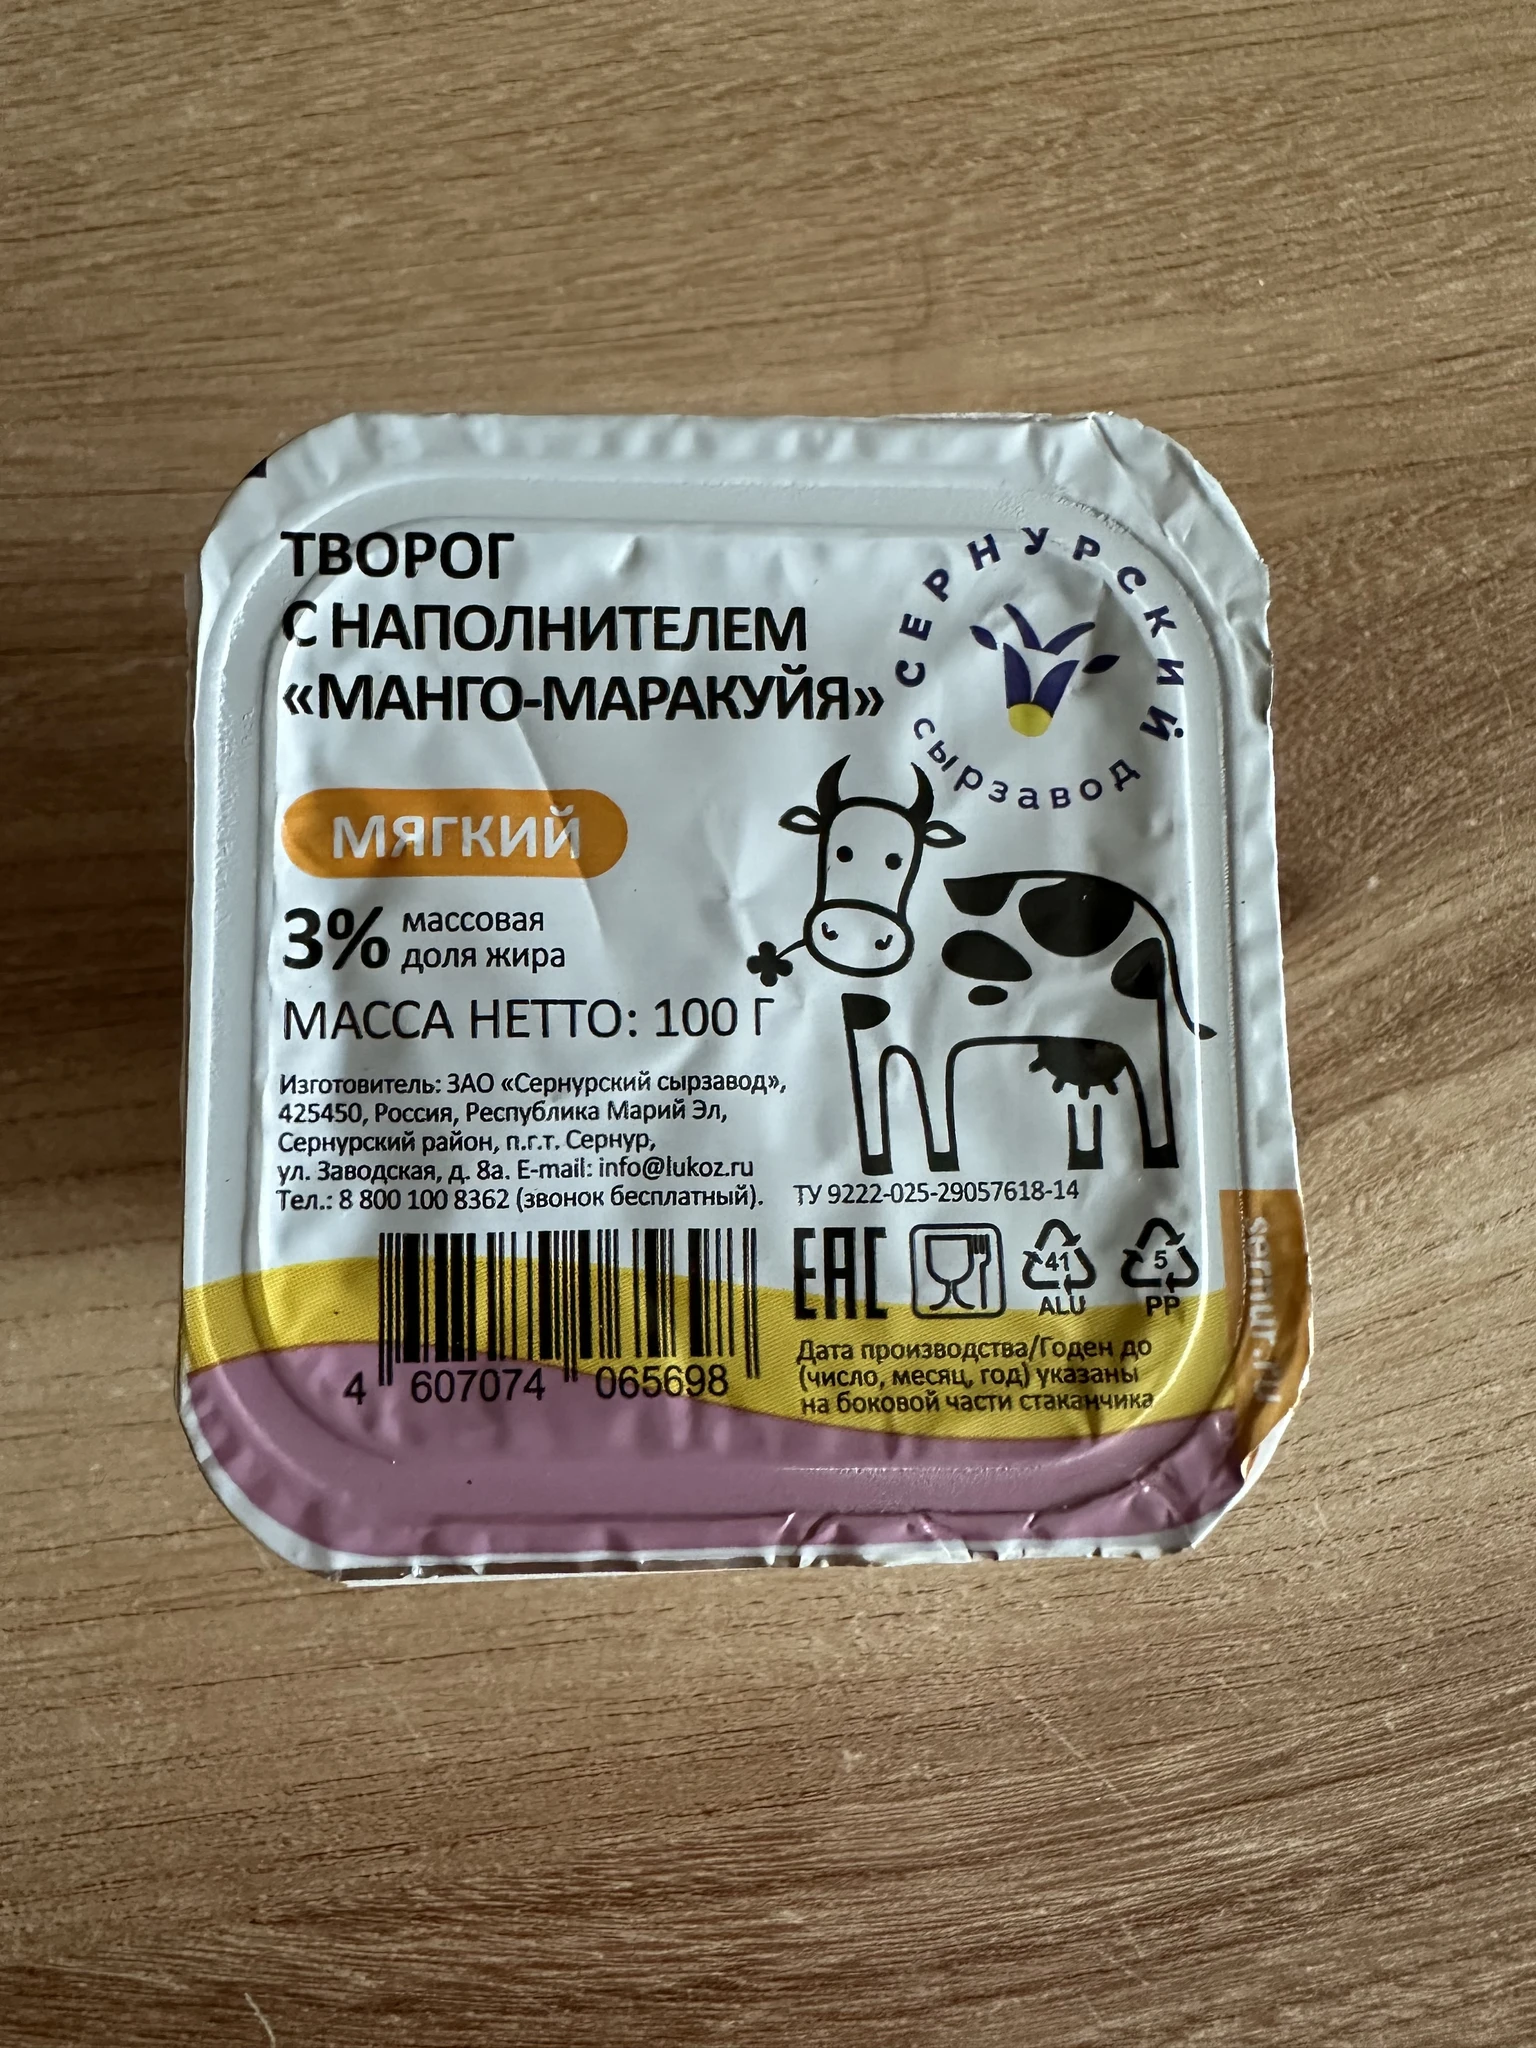 ТВОРОГ
С НАПОЛНИТЕЛЕМ
«МАНГО-МАРАКУЙЯ»
СЕРНУРСКИЙ
сырзавод
мягкий
3% массовая
доля жира
МАССА НЕТТО: 100 Г
Изготовитель: ЗАО «Сернурский сырзавод»,
425450, Россия, Республика Марий Эл,
Сернурский район, п.г.т. Сернур,
ул. Заводская, д. 8а. E-mail: info@lukoz.ru
Тел.: 8 800 100 8362 (звонок бесплатный).
ТУ 9222-025-29057618-14
EAC
41
ALU
5
PP
4 607074 065698
Дата производства/Годен до
(число, месяц, год) указаны
на боковой части стаканчика
sernur.ru